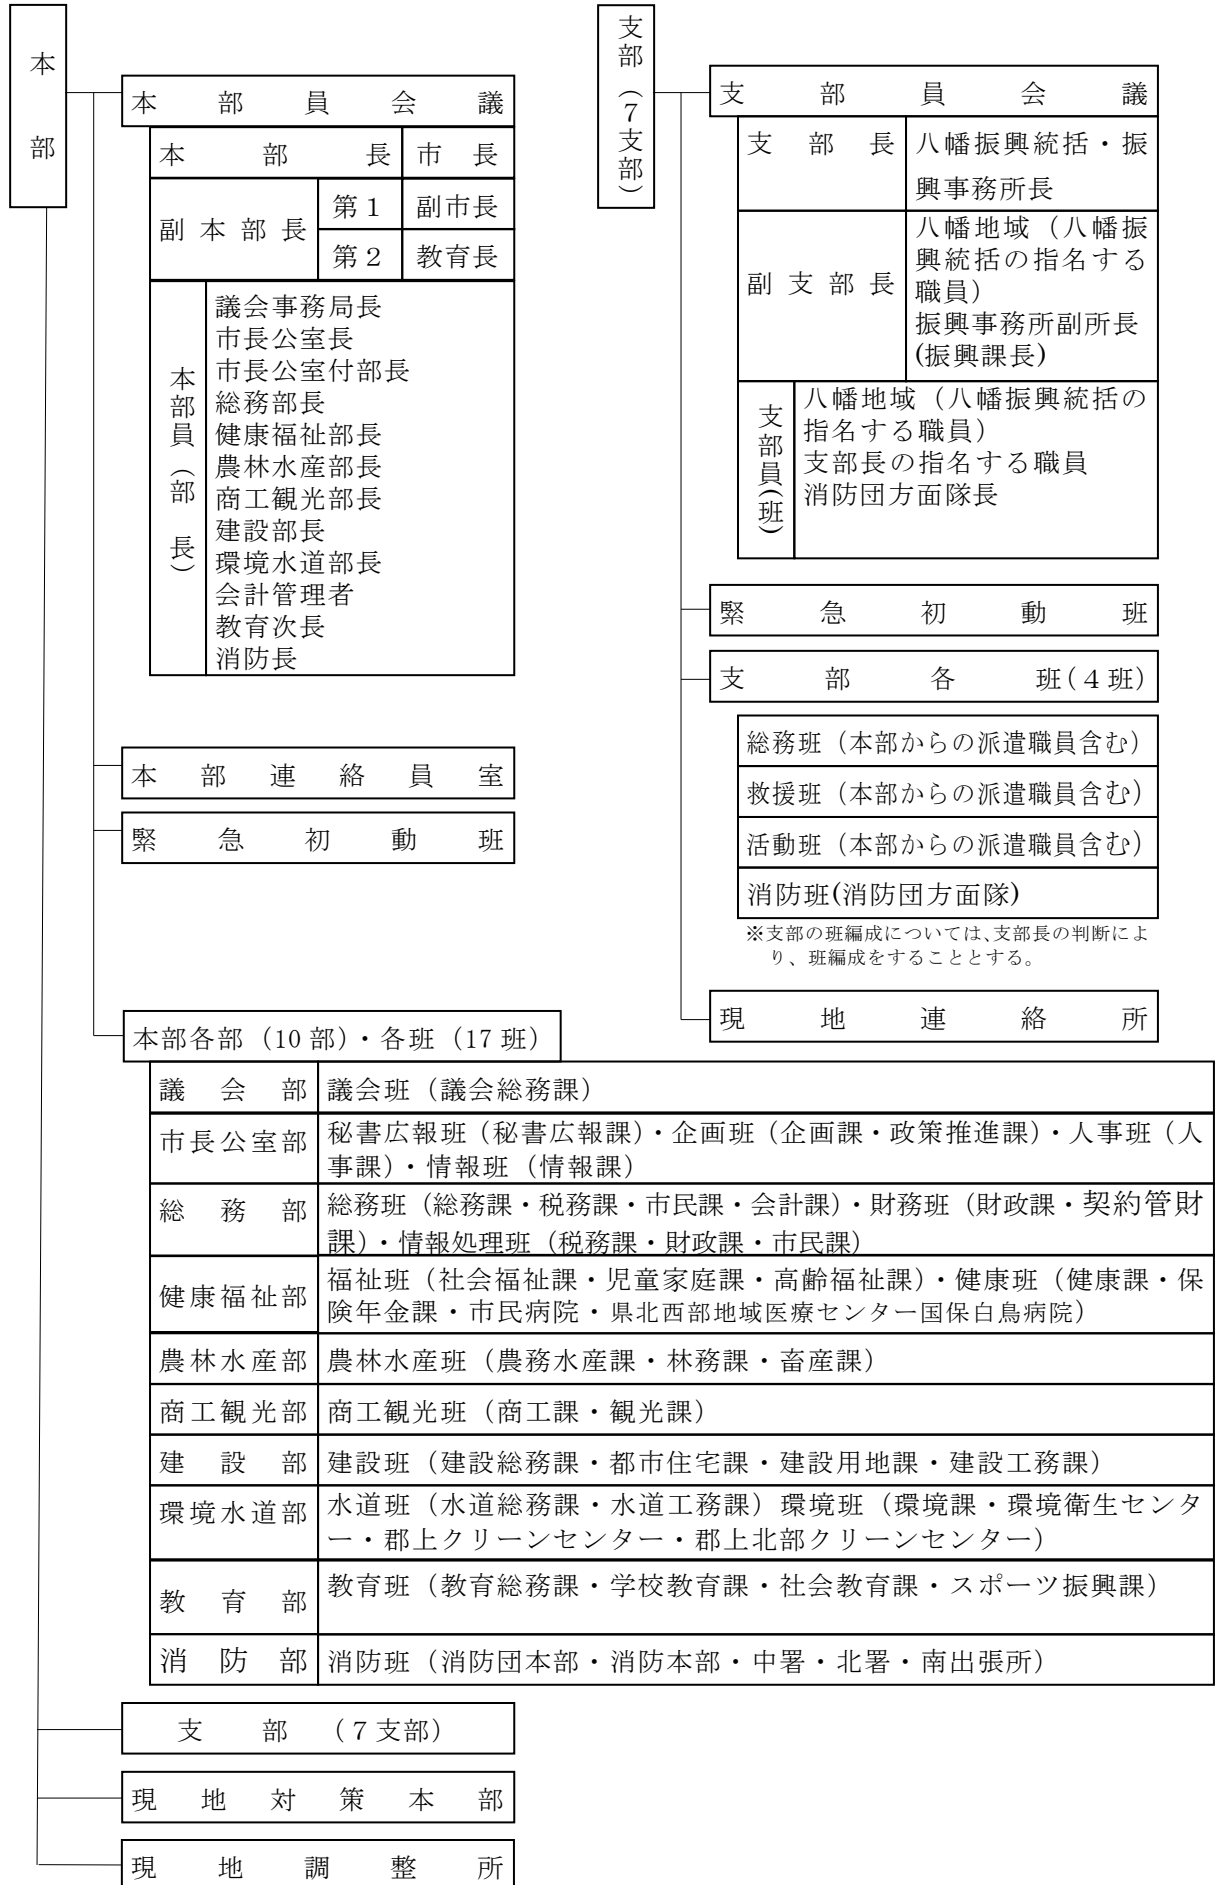 本部
本部員会議
本部長 市長
副本部長 第１ 副市長
第２ 教育長
本部員（部長）
議会事務局長
市長公室長
市長公室付部長
総務部長
健康福祉部長
農林水産部長
商工観光部長
建設部長
環境水道部長
会計管理者
教育次長
消防長
本部連絡員室
緊急初動班
支部（７支部）
支部員会議
支部長 八幡振興統括・振
興事務所長
副支部長
八幡地域（八幡振
興統括の指名する
職員）
振興事務所副所長
(振興課長)
支部員(班)
八幡地域（八幡振興統括の
指名する職員）
支部長の指名する職員
消防団方面隊長
緊急初動班
支部各班(４班)
総務班（本部からの派遣職員含む）
救援班（本部からの派遣職員含む）
活動班（本部からの派遣職員含む）
消防班(消防団方面隊)
※支部の班編成については、支部長の判断によ
り、班編成をすることとする。
現地連絡所
本部各部（10部）・各班（17班）
議会部 議会班（議会総務課）
市長公室部 秘書広報班（秘書広報課）・企画班（企画課・政策推進課）・人事班（人
事課）・情報班（情報課）
総務部 総務班（総務課・税務課・市民課・会計課）・財務班（財政課・契約管財
課）・情報処理班（税務課・財政課・市民課）
健康福祉部 福祉班（社会福祉課・児童家庭課・高齢福祉課）・健康班（健康課・保
険年金課・市民病院・県北西部地域医療センター国保白鳥病院）
農林水産部 農林水産班（農務水産課・林務課・畜産課）
商工観光部 商工観光班（商工課・観光課）
建設部 建設班（建設総務課・都市住宅課・建設用地課・建設工務課）
環境水道部 水道班（水道総務課・水道工務課）環境班（環境課・環境衛生センタ
ー・郡上クリーンセンター・郡上北部クリーンセンター）
教育部 教育班（教育総務課・学校教育課・社会教育課・スポーツ振興課）
消防部 消防班（消防団本部・消防本部・中署・北署・南出張所）
支部（７支部）
現地対策本部
現地調整所